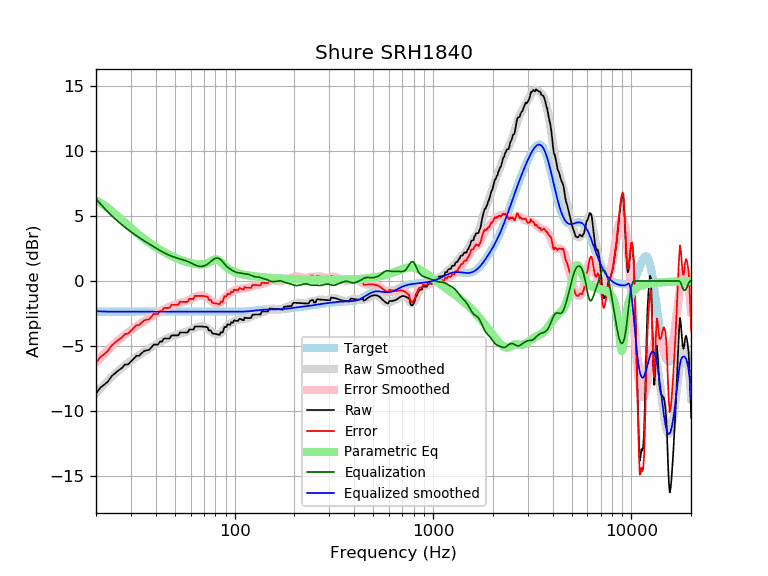 Shure SRH1840
Amplitude (dBr)
15
10
5
0
−5
−10
−15
100
1000
10000
Frequency (Hz)
Target
Raw Smoothed
Error Smoothed
Raw
Error
Parametric Eq
Equalization
Equalized smoothed